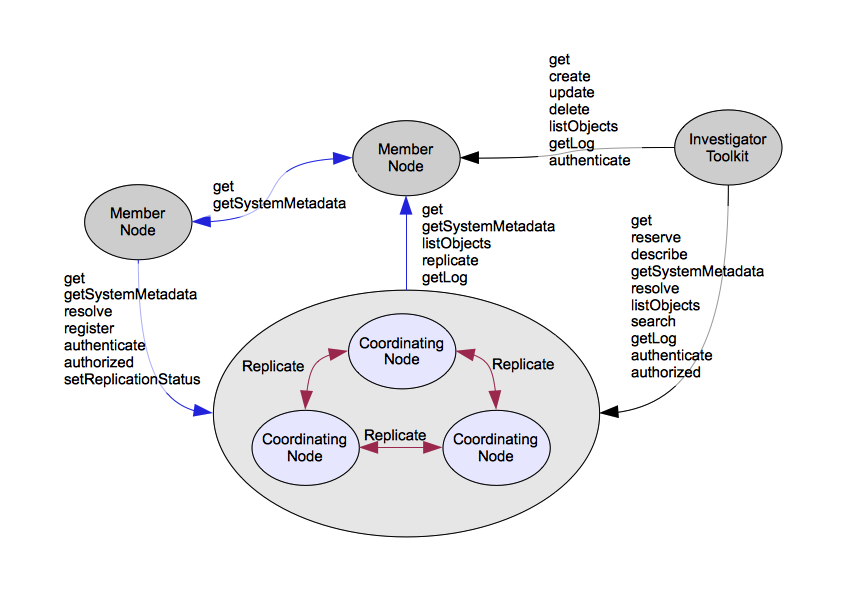 get
create
update
delete
listObjects
getLog
authenticate
Investigator
Toolkit
Member
Node
get
getSystemMetadata
Member
Node
get
getSystemMetadata
listObjects
replicate
getLog
get
reserve
describe
getSystemMetadata
resolve
listObjects
search
getLog
authenticate
authorized
get
getSystemMetadata
resolve
register
authenticate
authorized
setReplicationStatus
Coordinating
Node
Replicate
Replicate
Replicate
Coordinating
Node
Coordinating
Node